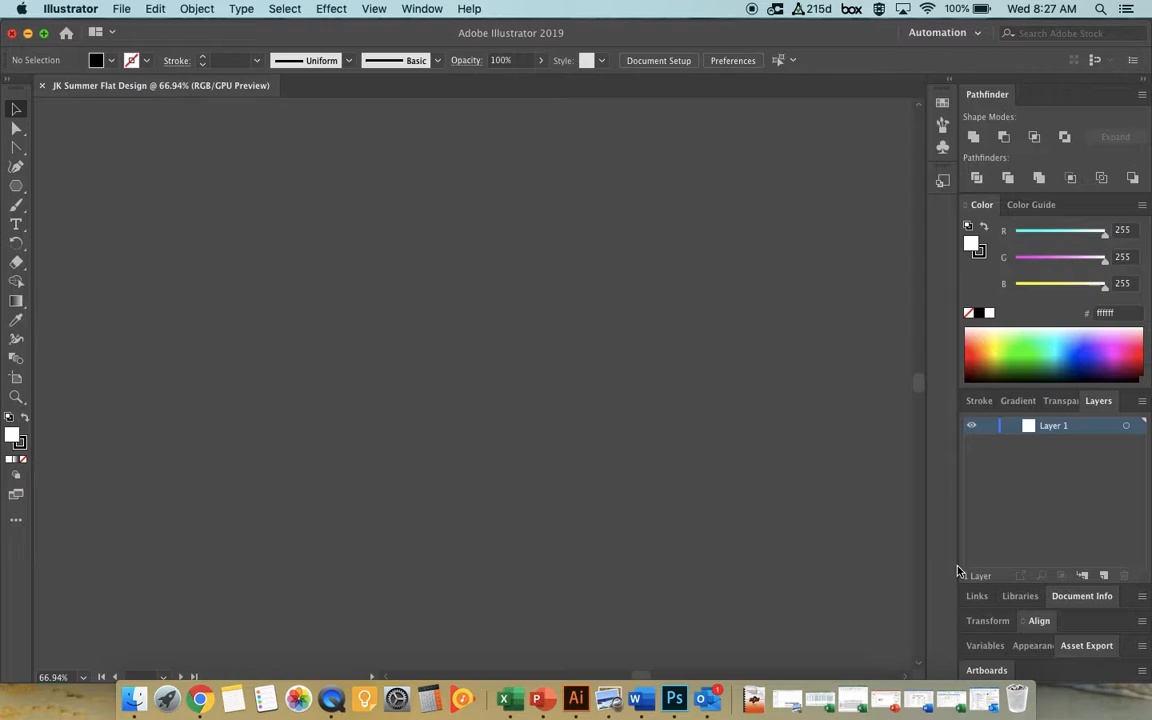 Illustrator File Edit Object Type Select Effect View Window Help 215d box 100% Wed 8:27 AM
Adobe Illustrator 2019 Automation Search Adobe Stock
No Selection Stroke: Uniform Basic Opacity: 100% Style: Document Setup Preferences
× JK Summer Flat Design @ 66.94% (RGB/GPU Preview)
Pathfinder
Shape Modes:
Expand
Pathfinders:
Color Color Guide
R 255
G 255
B 255
# ffffff
Stroke Gradient Transpar Layers
Layer 1
1 Layer
Links Libraries Document Info
Transform Align
Variables Appearan Asset Export
Artboards
66.94%
X P Ai W Ps O 1